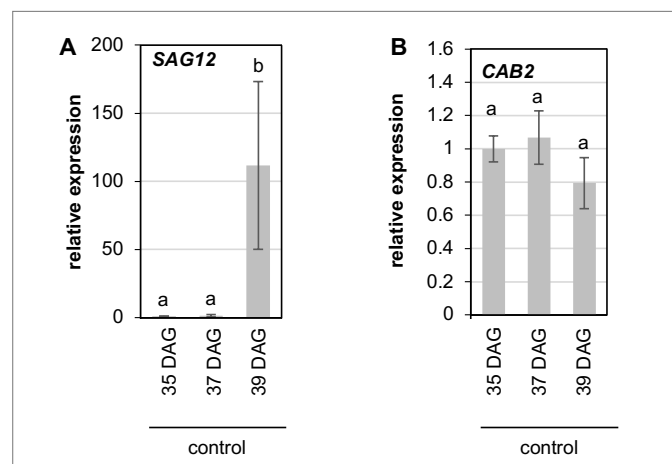 A
SAG12
relative expression
200
150
100
50
0
a
a
b
35 DAG
37 DAG
39 DAG
control
B
CAB2
relative expression
1.6
1.4
1.2
1
0.8
0.6
0.4
0.2
0
a
a
a
35 DAG
37 DAG
39 DAG
control